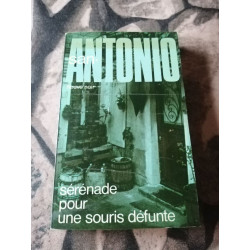 san
ANTONIO
sérénade
pour
une souris défunte